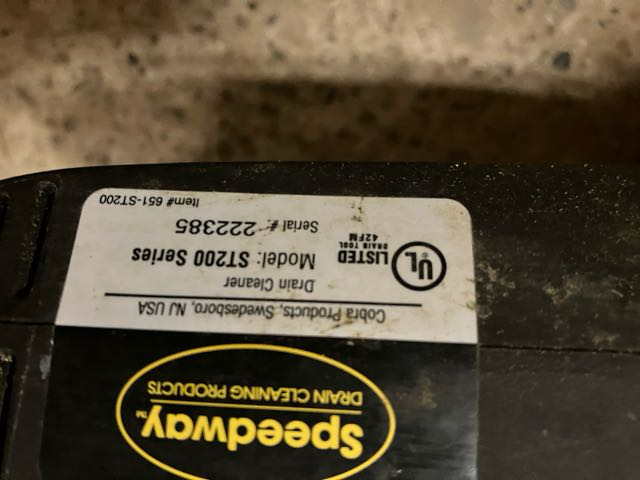 Speedway™
DRAIN CLEANING PRODUCTS
Cobra Products, Swedesboro, NJ USA
Drain Cleaner
Model: ST200 Series
Serial #: 222385
Item# 651-ST200
UL
LISTED
DRAIN TOOL
42FM